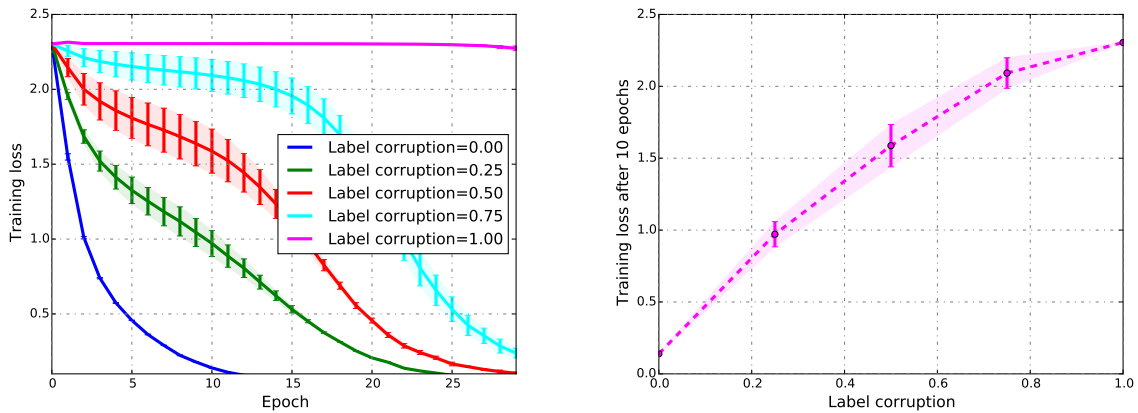 2.5
2.0
1.5
1.0
0.5
0
5
10
15
20
25
Epoch
Training loss
Label corruption=0.00
Label corruption=0.25
Label corruption=0.50
Label corruption=0.75
Label corruption=1.00
2.5
2.0
1.5
1.0
0.5
0.0
0.0
0.2
0.4
0.6
0.8
1.0
Label corruption
Training loss after 10 epochs